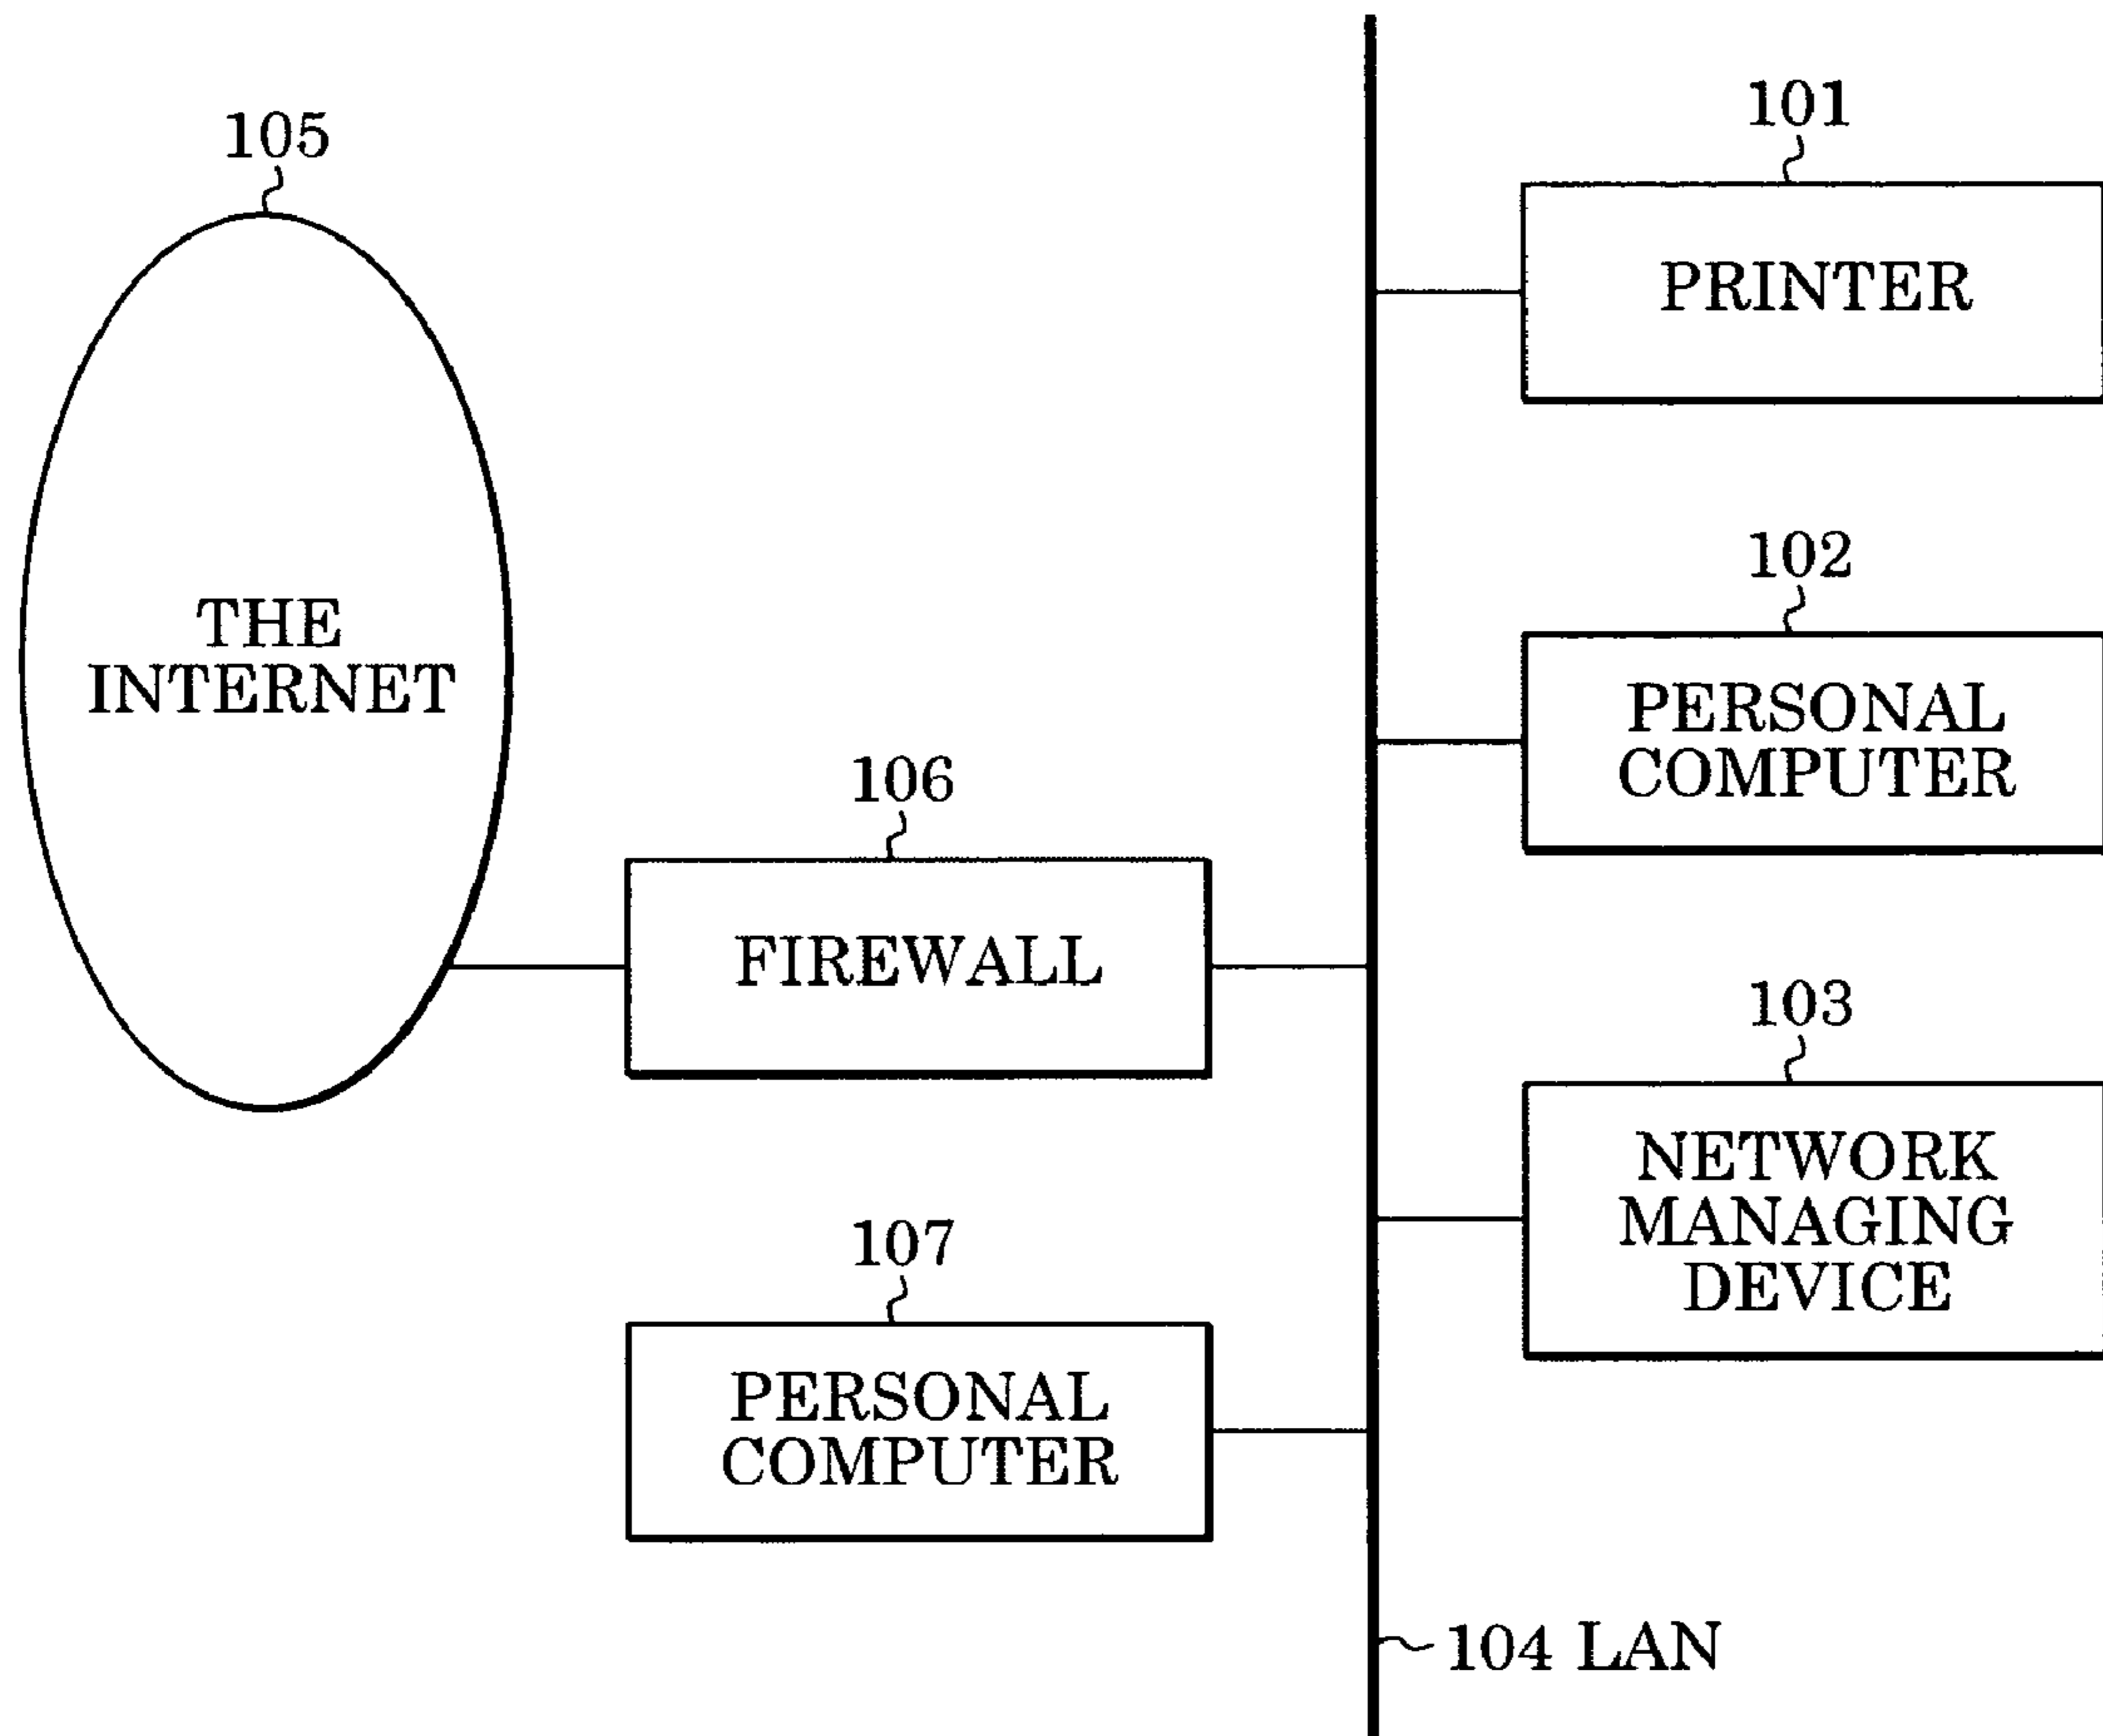 105
THE
INTERNET
106
FIREWALL
107
PERSONAL
COMPUTER
101
PRINTER
102
PERSONAL
COMPUTER
103
NETWORK
MANAGING
DEVICE
104 LAN